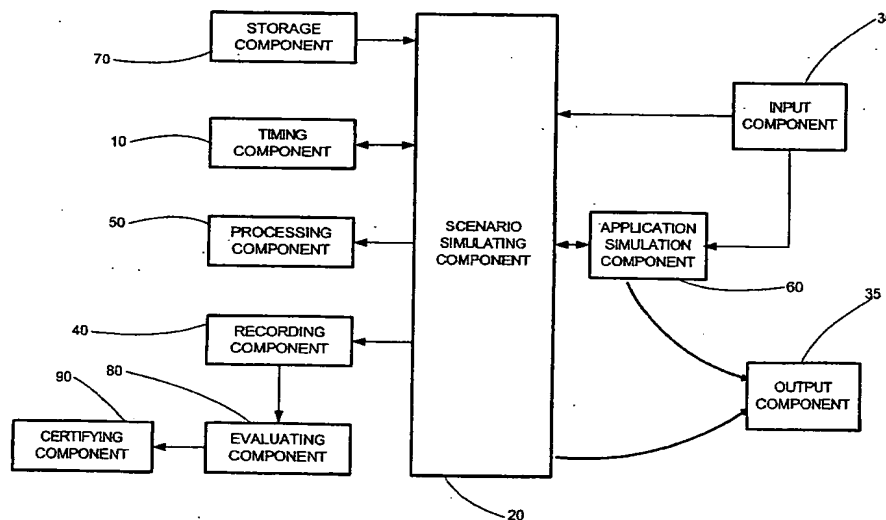 STORAGE
COMPONENT
70
3
INPUT
COMPONENT
10
TIMING
COMPONENT
50
PROCESSING
COMPONENT
SCENARIO
SIMULATING
COMPONENT
APPLICATION
SIMULATION
COMPONENT
60
40
RECORDING
COMPONENT
35
OUTPUT
COMPONENT
90
80
CERTIFYING
COMPONENT
EVALUATING
COMPONENT
20